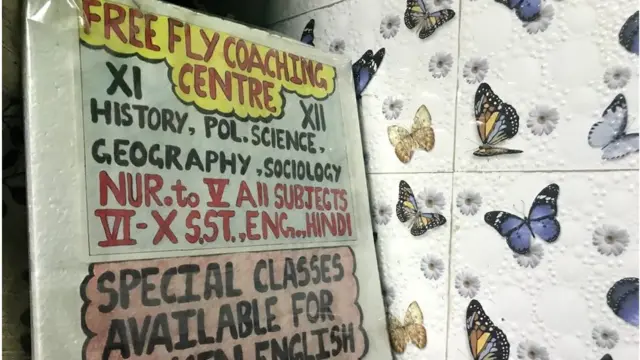 FREE FLY COACHING
XI CENTRE XII
HISTORY, POL. SCIENCE,
GEOGRAPHY, SOCIOLOGY
NUR. to V All SUBJECTS
VI-X S.ST., ENG., HINDI
SPECIAL CLASSES
AVAILABLE FOR
ENGLISH